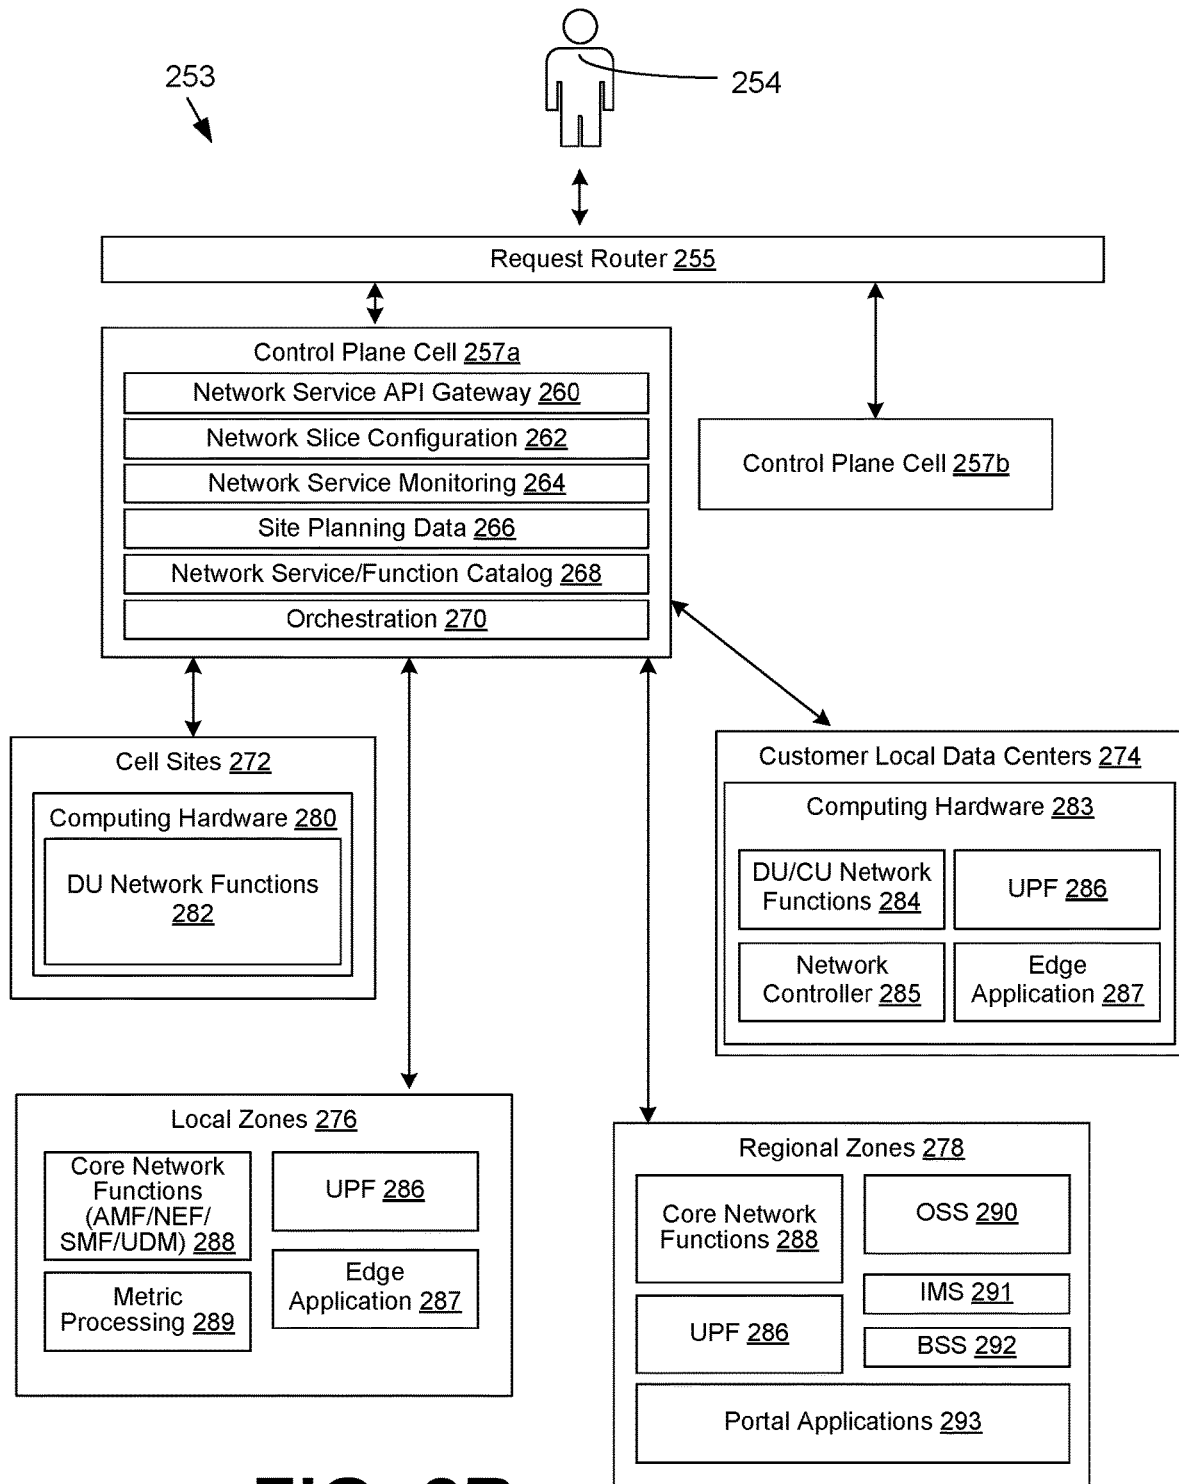 253
254
Request Router 255
Control Plane Cell 257a
Network Service API Gateway 260
Network Slice Configuration 262
Network Service Monitoring 264
Site Planning Data 266
Network Service/Function Catalog 268
Orchestration 270
Control Plane Cell 257b
Cell Sites 272
Computing Hardware 280
DU Network Functions
282
Customer Local Data Centers 274
Computing Hardware 283
DU/CU Network
Functions 284
UPF 286
Network
Controller 285
Edge
Application 287
Local Zones 276
Core Network
Functions
(AMF/NEF/
SMF/UDM) 288
UPF 286
Metric
Processing 289
Edge
Application 287
Regional Zones 278
Core Network
Functions 288
OSS 290
IMS 291
UPF 286
BSS 292
Portal Applications 293